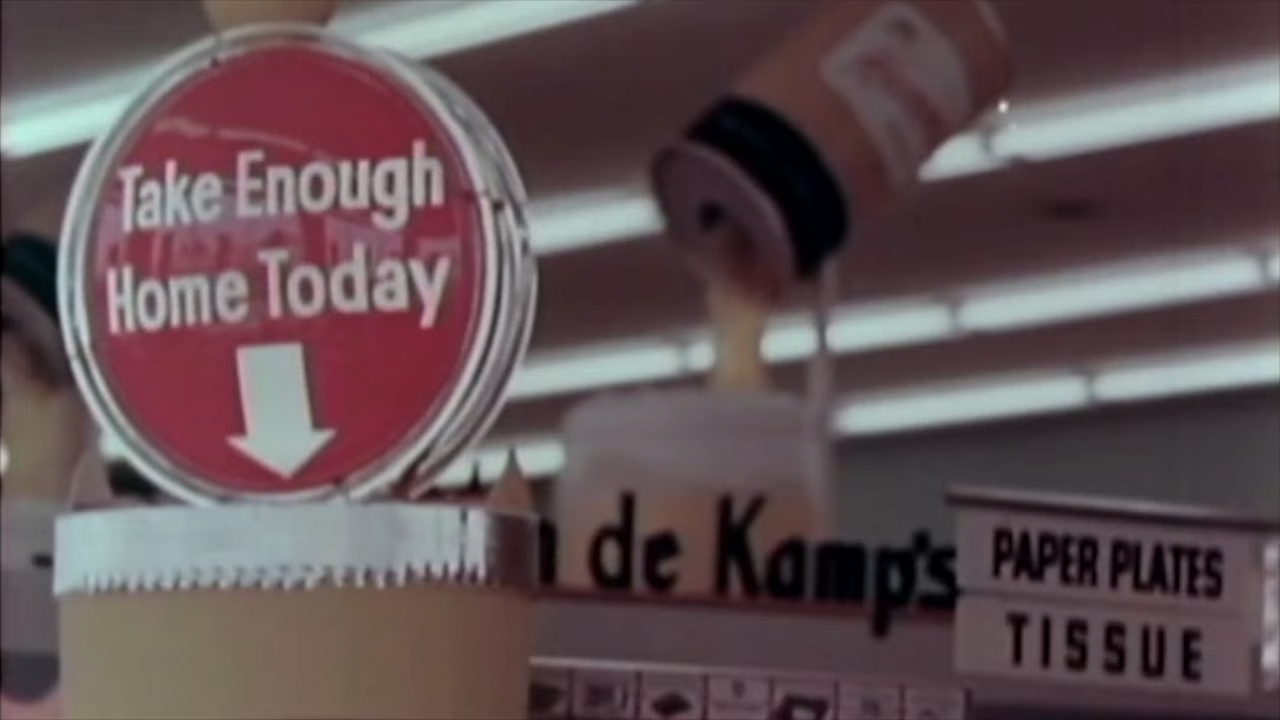 Take Enough
Home Today
de Kamp's
PAPER PLATES
TISSUE